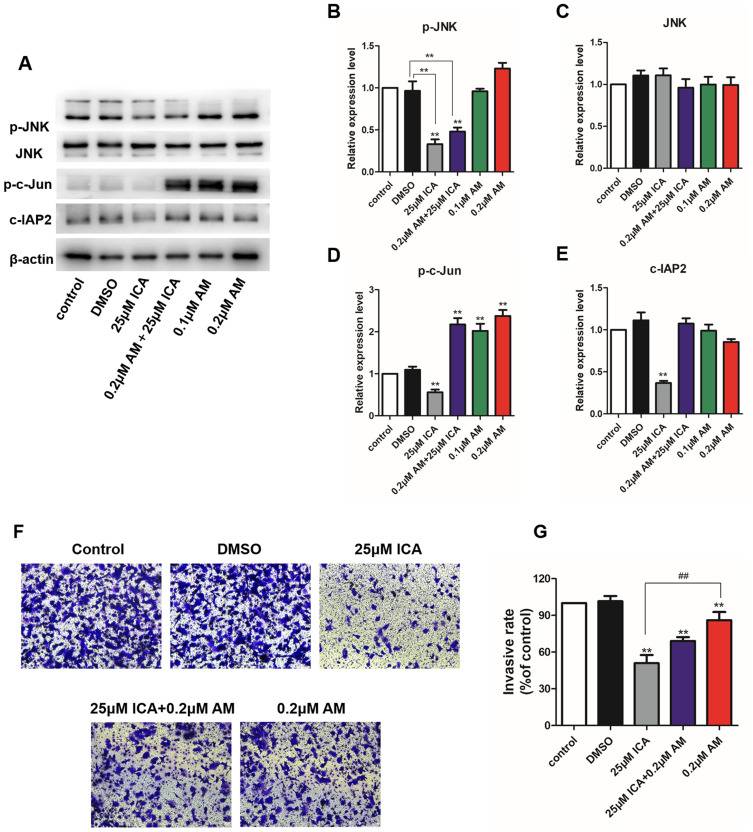 A
p-JNK
JNK
p-c-Jun
c-IAP2
β-actin
control
DMSO
25μM ICA
0.2μM AM + 25μM ICA
0.1μM AM
0.2μM AM
B
p-JNK
Relative expression level
1.5
1.0
0.5
0.0
**
**
**
**
control
DMSO
25μM ICA
0.2μM AM+25μM ICA
0.1μM AM
0.2μM AM
C
JNK
Relative expression level
1.5
1.0
0.5
0.0
control
DMSO
25μM ICA
0.2μM AM+25μM ICA
0.1μM AM
0.2μM AM
D
p-c-Jun
Relative expression level
3
2
1
0
**
**
**
**
control
DMSO
25μM ICA
0.2μM AM+25μM ICA
0.1μM AM
0.2μM AM
E
c-IAP2
Relative expression level
1.5
1.0
0.5
0.0
**
control
DMSO
25μM ICA
0.2μM AM+25μM ICA
0.1μM AM
0.2μM AM
F
Control
DMSO
25μM ICA
25μM ICA+0.2μM AM
0.2μM AM
G
Invasive rate
(%of control)
120
90
60
30
0
##
**
**
**
control
DMSO
25μM ICA
25μM ICA+0.2μM AM
0.2μM AM